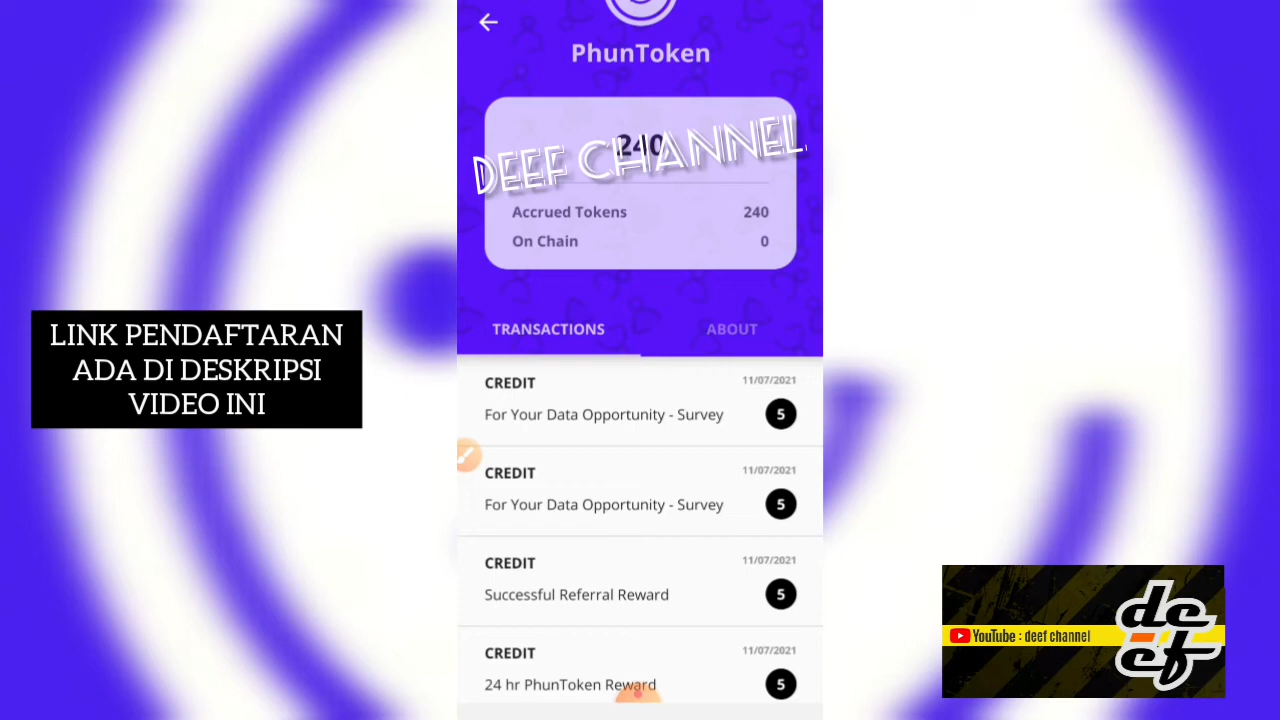 PhunToken
240
DEEF CHANNEL
Accrued Tokens 240
On Chain 0
TRANSACTIONS ABOUT
CREDIT 11/07/2021
For Your Data Opportunity - Survey 5
CREDIT 11/07/2021
For Your Data Opportunity - Survey 5
CREDIT 11/07/2021
Successful Referral Reward 5
CREDIT 11/07/2021
24 hr PhunToken Reward 5
LINK PENDAFTARAN
ADA DI DESKRIPSI
VIDEO INI
YouTube : deef channel
deef